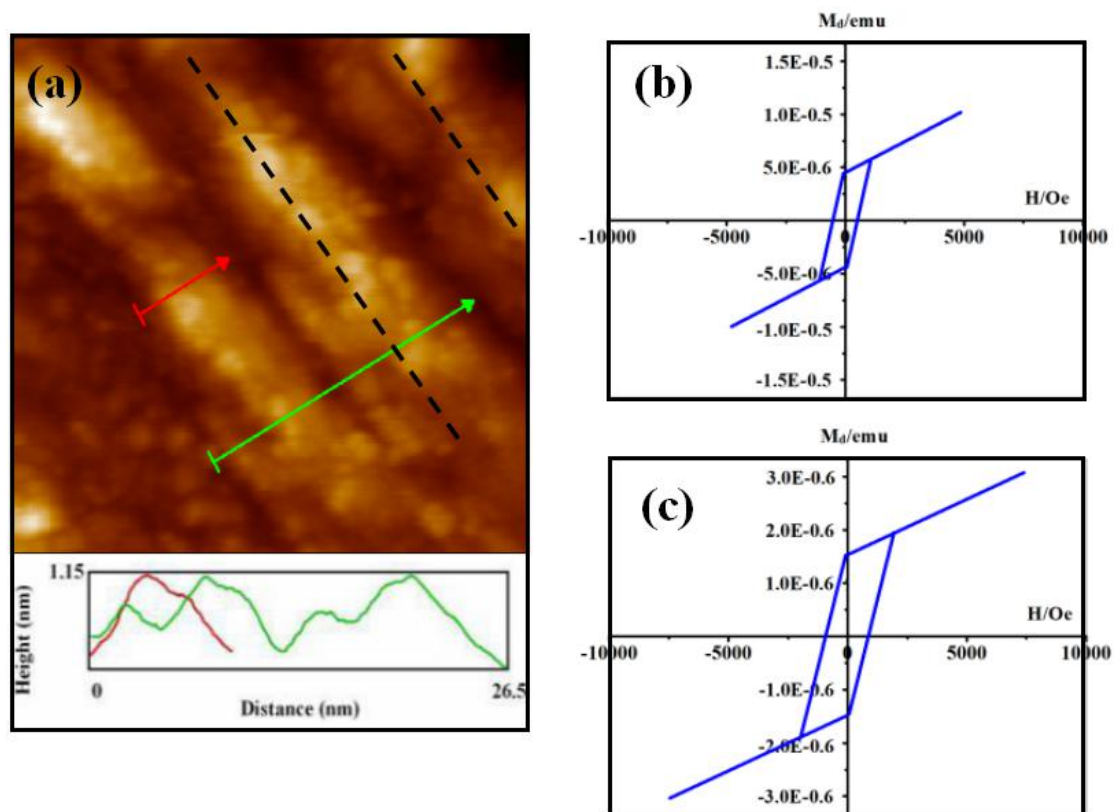 (a)
1.15
Height (nm)
0
26.5
Distance (nm)
M_d/emu
(b)
1.5E-0.5
1.0E-0.5
5.0E-0.6
H/Oe
-10000
-5000
0
5000
10000
-5.0E-0.6
-1.0E-0.5
-1.5E-0.5
M_d/emu
(c)
3.0E-0.6
2.0E-0.6
1.0E-0.6
H/Oe
-10000
-5000
0
5000
10000
-1.0E-0.6
-2.0E-0.6
-3.0E-0.6